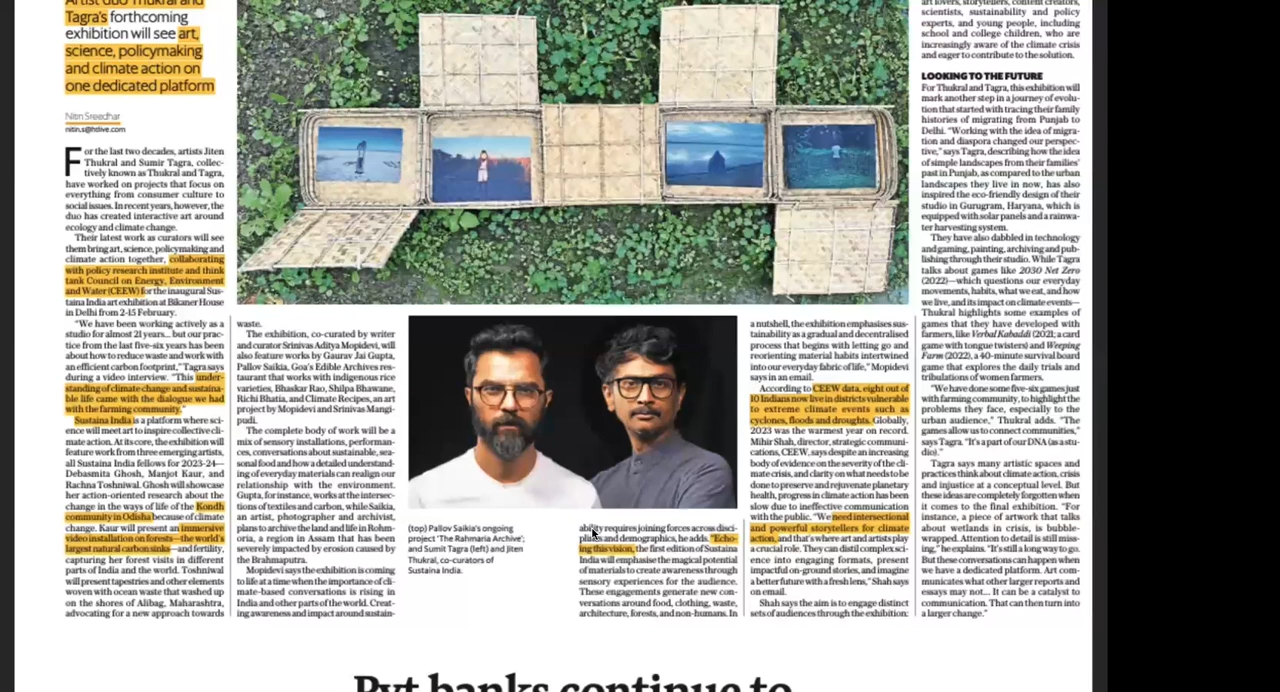 Artist duo Thukral and
Tagra's forthcoming
exhibition will see art,
science, policymaking
and climate action on
one dedicated platform
Nitin Sreedhar
nitin.s@htlive.com
For the last two decades, artists Jiten
Thukral and Sumir Tagra, collec-
tively known as Thukral and Tagra,
have worked on projects that focus on
everything from consumer culture to
social issues. In recent years, however, the
duo has created interactive art around
ecology and climate change.
Their latest work as curators will see
them bring art, science, policymaking and
climate action together, collaborating
with policy research institute and think
tank Council on Energy, Environment
and Water (CEEW) for the inaugural Sus-
taina India art exhibition at Bikaner House
in Delhi from 2-15 February.
"We have been working actively as a
studio for almost 21 years... but our prac-
tice from the last five-six years has been
about how to reduce waste and work with
an efficient carbon footprint," Tagra says
during a video interview. "This under-
standing of climate change and sustaina-
ble life came with the dialogue we had
with the farming community."
Sustaina India is a platform where sci-
ence will meet art to inspire collective cli-
mate action. At its core, the exhibition will
feature work from three emerging artists,
all Sustaina India fellows for 2023-24—
Debasmita Ghosh, Manjot Kaur, and
Rachna Toshniwal. Ghosh will showcase
her action-oriented research about the
change in the ways of life of the Kondh
community in Odisha because of climate
change. Kaur will present an immersive
video installation on forests—the world's
largest natural carbon sinks—and fertility,
capturing her forest visits in different
parts of India and the world. Toshniwal
will present tapestries and other elements
woven with ocean waste that washed up
on the shores of Alibag, Maharashtra,
advocating for a new approach towards
waste.
The exhibition, co-curated by writer
and curator Srinivas Aditya Mopidevi, will
also feature works by Gaurav Jai Gupta,
Pallov Saikia, Goa's Edible Archives res-
taurant that works with indigenous rice
varieties, Bhaskar Rao, Shilpa Bhawane,
Richi Bhatia, and Climate Recipes, an art
project by Mopidevi and Srinivas Mangi-
pudi.
The complete body of work will be a
mix of sensory installations, performan-
ces, conversations about sustainable, sea-
sonal food and how a detailed understand-
ing of everyday materials can realign our
relationship with the environment.
Gupta, for instance, works at the intersec-
tions of textiles and carbon, while Saikia,
an artist, photographer and archivist,
plans to archive the land and life in Rohm-
oria, a region in Assam that has been
severely impacted by erosion caused by
the Brahmaputra.
Mopidevi says the exhibition is coming
to life at a time when the importance of cli-
mate-based conversations is rising in
India and other parts of the world. Creat-
ing awareness and impact around sustain-
(top) Pallov Saikia's ongoing
project 'The Rahmaria Archive';
and Sumit Tagra (left) and Jiten
Thukral, co-curators of
Sustaina India.
ability requires joining forces across disci-
plines and demographics, he adds. "Echo-
ing this vision, the first edition of Sustaina
India will emphasise the magical potential
of materials to create awareness through
sensory experiences for the audience.
These engagements generate new con-
versations around food, clothing, waste,
architecture, forests, and non-humans. In
a nutshell, the exhibition emphasises sus-
tainability as a gradual and decentralised
process that begins with letting go and
reorienting material habits intertwined
into our everyday fabric of life," Mopidevi
says in an email.
According to CEEW data, eight out of
10 Indians now live in districts vulnerable
to extreme climate events such as
cyclones, floods and droughts. Globally,
2023 was the warmest year on record.
Mihir Shah, director, strategic communi-
cations, CEEW, says despite an increasing
body of evidence on the severity of the cli-
mate crisis, and clarity on what needs to be
done to preserve and rejuvenate planetary
health, progress in climate action has been
slow due to ineffective communication
with the public. "We need intersectional
and powerful storytellers for climate
action, and that's where art and artists play
a crucial role. They can distil complex sci-
ence into engaging formats, present
impactful on-ground stories, and imagine
a better future with a fresh lens," Shah says
on email.
Shah says the aim is to engage distinct
sets of audiences through the exhibition:
art lovers, storytellers, content creators,
scientists, sustainability and policy
experts, and young people, including
school and college children, who are
increasingly aware of the climate crisis
and eager to contribute to the solution.
LOOKING TO THE FUTURE
For Thukral and Tagra, this exhibition will
mark another step in a journey of evolu-
tion that started with tracing their family
histories of migrating from Punjab to
Delhi. "Working with the idea of migra-
tion and diaspora changed our perspec-
tive," says Tagra, describing how the idea
of simple landscapes from their families'
past in Punjab, as compared to the urban
landscapes they live in now, has also
inspired the eco-friendly design of their
studio in Gurugram, Haryana, which is
equipped with solar panels and a rainwa-
ter harvesting system.
They have also dabbled in technology
and gaming, painting, archiving and pub-
lishing through their studio. While Tagra
talks about games like 2030 Net Zero
(2022)—which questions our everyday
movements, habits, what we eat, and how
we live, and its impact on climate events—
Thukral highlights some examples of
games that they have developed with
farmers, like Verbal Kabaddi (2021; a card
game with tongue twisters) and Weeping
Farm (2022), a 40-minute survival board
game that explores the daily trials and
tribulations of women farmers.
"We have done some five-six games just
with farming community, to highlight the
problems they face, especially to the
urban audience," Thukral adds. "The
games allow us to connect communities,"
says Tagra. "It's a part of our DNA (as a stu-
dio)."
Tagra says many artistic spaces and
practices think about climate action, crisis
and injustice at a conceptual level. But
these ideas are completely forgotten when
it comes to the final exhibition. "For
instance, a piece of artwork that talks
about wetlands in crisis, is bubble-
wrapped. Attention to detail is still miss-
ing," he explains. "It's still a long way to go.
But these conversations can happen when
we have a dedicated platform. Art com-
municates what other larger reports and
essays may not... It can be a catalyst to
communication. That can then turn into
a larger change."
Pvt banks continue to